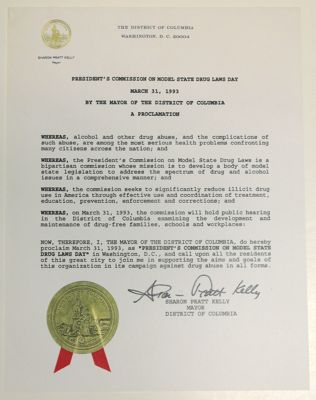 THE DISTRICT OF COLUMBIA
WASHINGTON, D. C. 20004
SHARON PRATT KELLY
Mayor
PRESIDENT'S COMMISSION ON MODEL STATE DRUG LAWS DAY
MARCH 31, 1993
BY THE MAYOR OF THE DISTRICT OF COLUMBIA
A PROCLAMATION
WHEREAS, alcohol and other drug abuse, and the complications of
such abuse, are among the most serious health problems confronting
many citizens across the nation; and
WHEREAS, the President's Commission on Model State Drug Laws is a
bipartisan commission whose mission is to develop a body of model
state legislation to address the spectrum of drug and alcohol
issues in a comprehensive manner; and
WHEREAS, the commission seeks to significantly reduce illicit drug
use in America through effective use and coordination of treatment,
education, prevention, enforcement and corrections; and
WHEREAS, on March 31, 1993, the commission will hold public hearing
in the District of Columbia examining the development and
maintenance of drug-free families, schools and workplaces:
NOW, THEREFORE, I, THE MAYOR OF THE DISTRICT OF COLUMBIA, do hereby
proclaim March 31, 1993, as "PRESIDENT'S COMMISSION ON MODEL STATE
DRUG LAWS DAY" in Washington, D.C., and call upon all the residents
of this great city to join me in supporting the aims and goals of
this organization in its campaign against drug abuse in all forms.
Sharon Pratt Kelly
SHARON PRATT KELLY
MAYOR
DISTRICT OF COLUMBIA